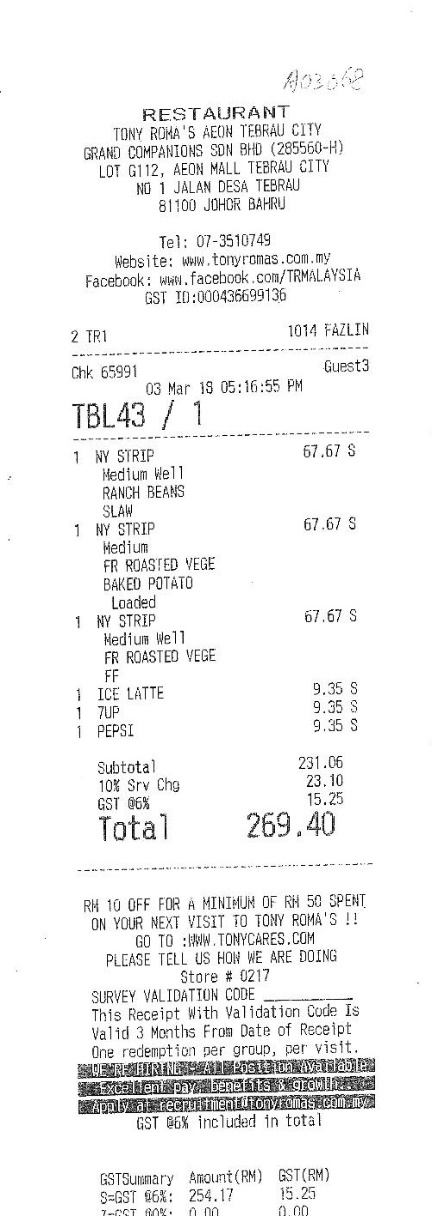 A03068
RESTAURANT
TONY ROMA'S AEON TEBRAU CITY
GRAND COMPANIONS SDN BHD (285560-H)
LOT G112, AEON MALL TEBRAU CITY
NO 1 JALAN DESA TEBRAU
81100 JOHOR BAHRU
Tel: 07-3510749
Website: www.tonyromas.com.my
Facebook: www.facebook.com/TRMALAYSIA
GST ID:000436699136
2 TR1 1014 FAZLIN
Chk 65991 Guest3
03 Mar 18 05:16:55 PM
TBL43 / 1
1 NY STRIP 67.67 S
Medium Well
RANCH BEANS
SLAW
1 NY STRIP 67.67 S
Medium
FR ROASTED VEGE
BAKED POTATO
Loaded
1 NY STRIP 67.67 S
Medium Well
FR ROASTED VEGE
FF
1 ICE LATTE 9.35 S
1 7UP 9.35 S
1 PEPSI 9.35 S
Subtotal 231.06
10% Srv Chg 23.10
GST @6% 15.25
Total 269.40
RM 10 OFF FOR A MINIMUM OF RM 50 SPENT
ON YOUR NEXT VISIT TO TONY ROMA'S !!
GO TO :WWW.TONYCARES.COM
PLEASE TELL US HOW WE ARE DOING
Store # 0217
SURVEY VALIDATION CODE ___________
This Receipt With Validation Code Is
Valid 3 Months From Date of Receipt
One redemption per group, per visit.
WE'RE HIRING - All Position Available
Excellent pay, benefits & growth...
Apply at recruitment@tonyromas.com.my
GST @6% included in total
GSTSummary Amount(RM) GST(RM)
S=GST @6%: 254.17 15.25
Z=GST @0%: 0.00 0.00